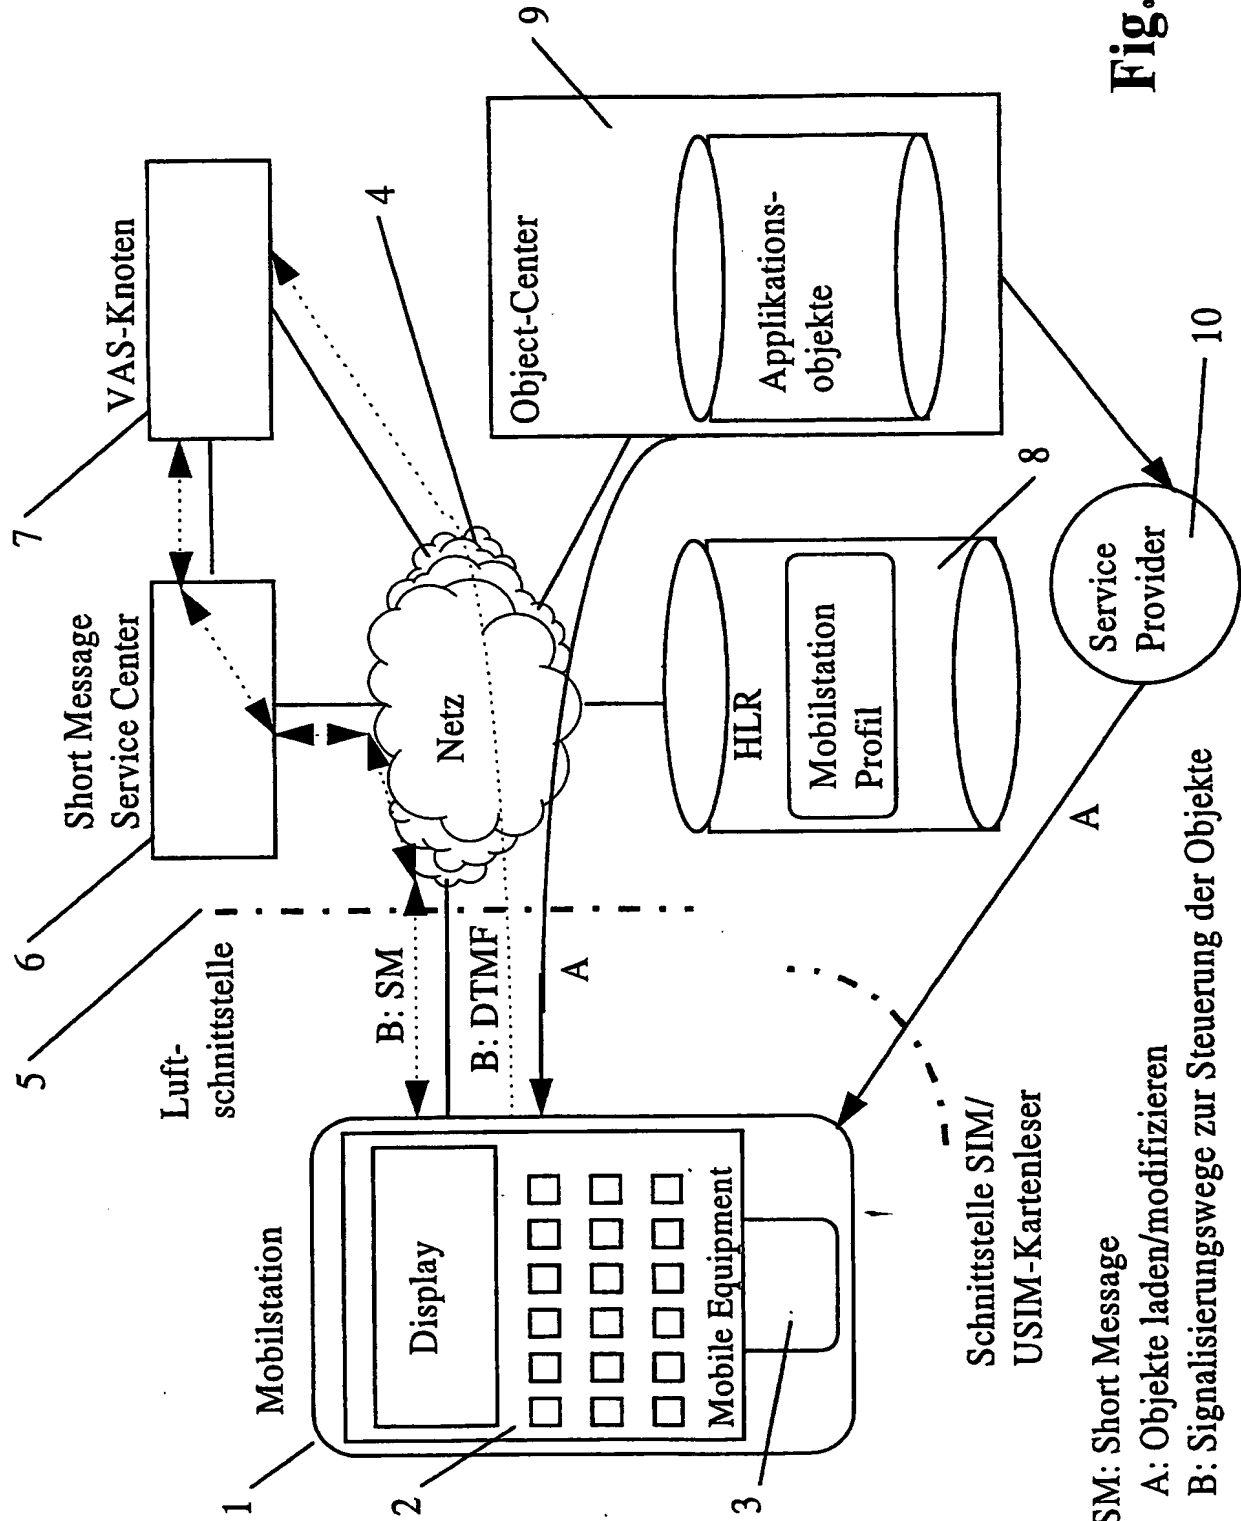 1
Mobilstation
2
Display
Mobile Equipment
3
5
Luft-
schnittstelle
B: SM
B: DTMF
A
Schnittstelle SIM/
USIM-Kartenleser
6
Short Message
Service Center
7
VAS-Knoten
4
Netz
HLR
Mobilstation
Profil
8
9
Object-Center
Applikations-
objekte
A
Service
Provider
10
SM: Short Message
A: Objekte laden/modifizieren
B: Signalisierungswege zur Steuerung der Objekte
Fig.